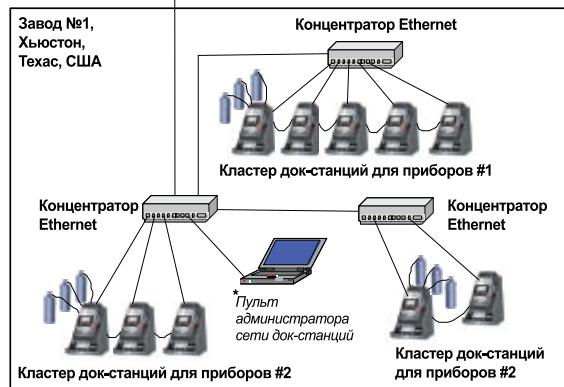 Завод №1,
Хьюстон,
Техас, США
Концентратор Ethernet
Кластер док-станций для приборов #1
Концентратор
Ethernet
Концентратор
Ethernet
*Пульт
администратора
сети док-станций
Кластер док-станций для приборов #2
Кластер док-станций
для приборов #2